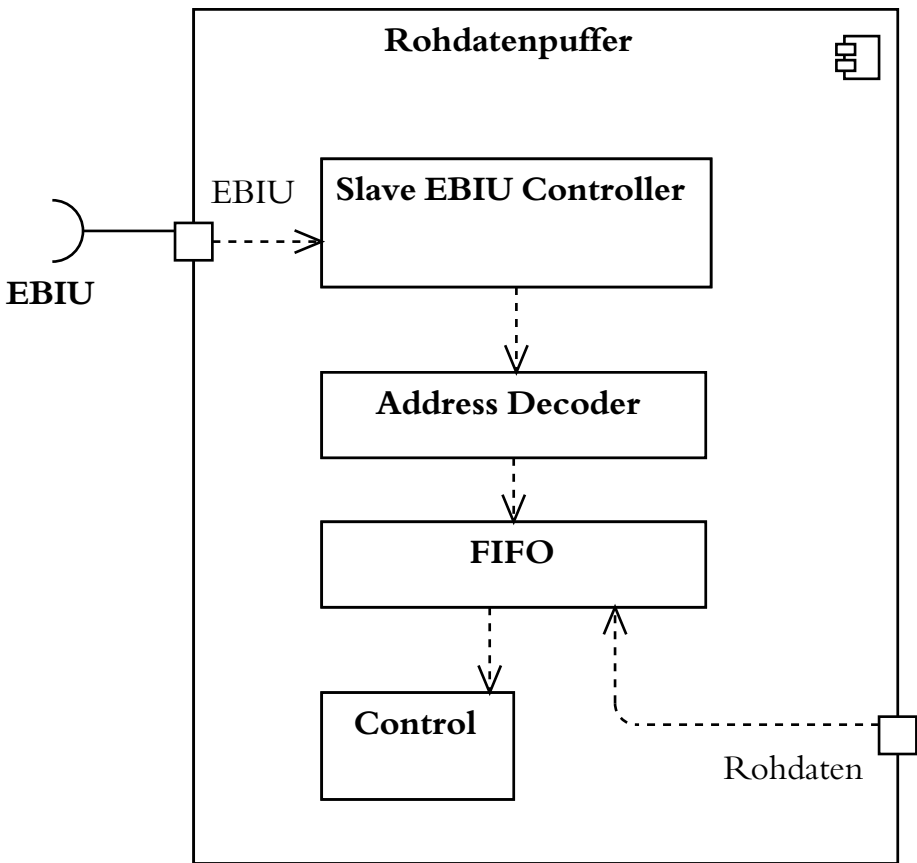 Rohdatenpuffer
EBIU
Slave EBIU Controller
EBIU
Address Decoder
FIFO
Control
Rohdaten